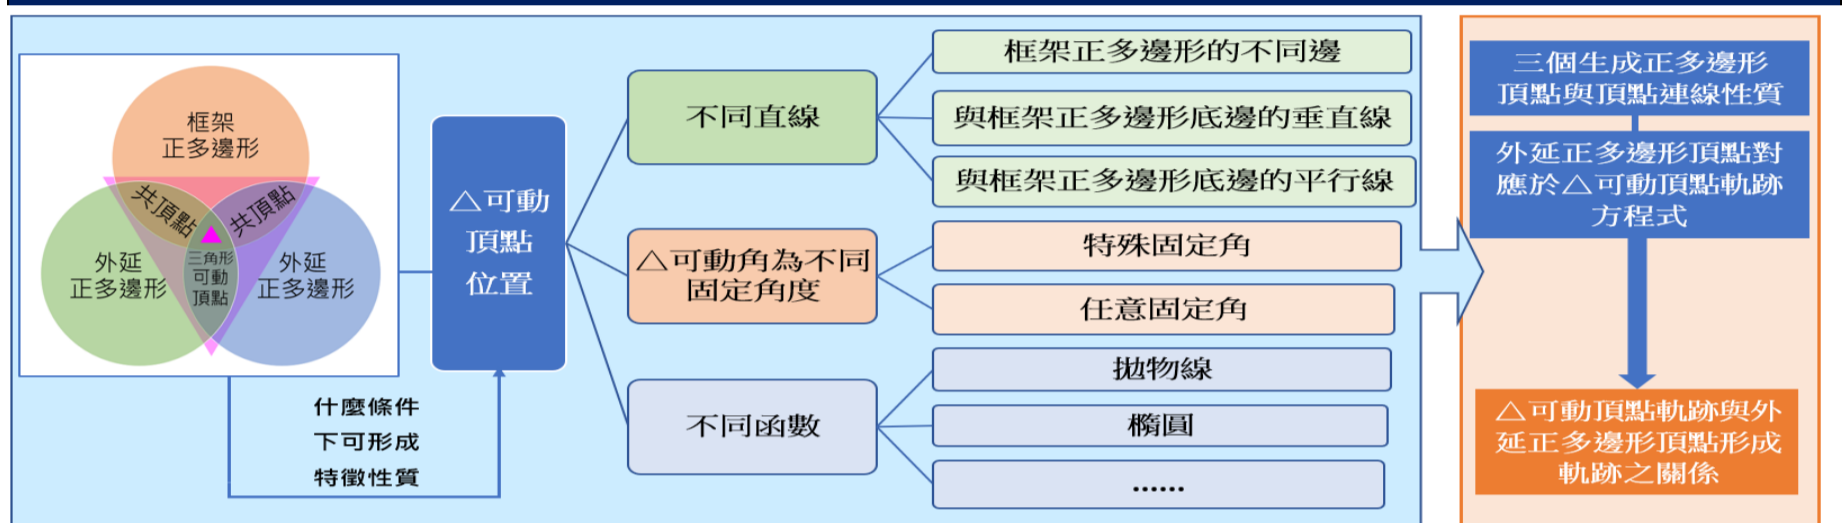 框架
正多邊形
共頂點
共頂點
外延
正多邊形
三角形
可動
頂點
外延
正多邊形
什麼條件
下可形成
特徵性質
△可動
頂點
位置
不同直線
框架正多邊形的不同邊
與框架正多邊形底邊的垂直線
與框架正多邊形底邊的平行線
△可動角為不同
固定角度
特殊固定角
任意固定角
不同函數
拋物線
橢圓
......
三個生成正多邊形
頂點與頂點連線性質
外延正多邊形頂點對
應於△可動頂點軌跡
方程式
△可動頂點軌跡與外
延正多邊形頂點形成
軌跡之關係